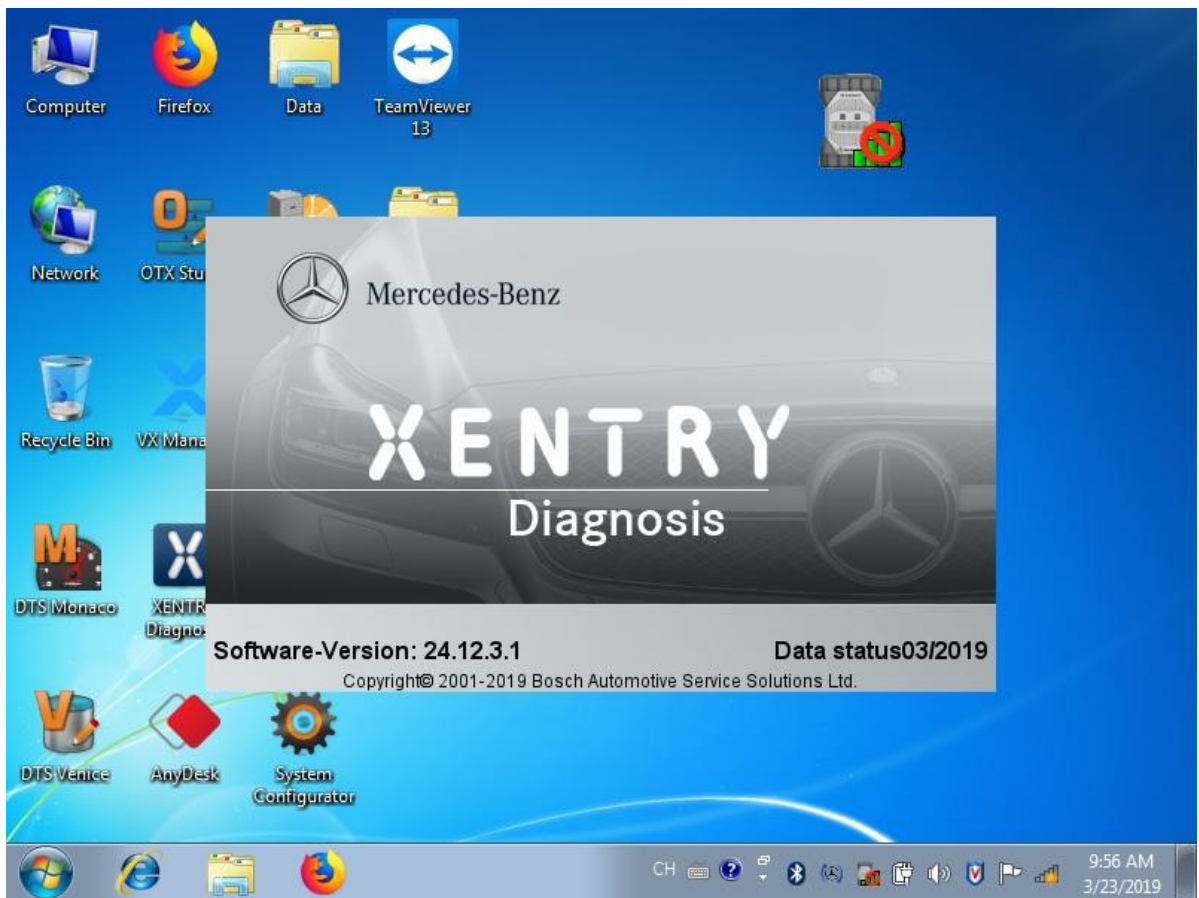 Computer
Firefox
Data
TeamViewer
13
Network
OTX Stu
Mercedes-Benz
Recycle Bin
VX Mana
XENTRY
Diagnosis
DTS Monaco
XENTR
Diagno
Software-Version: 24.12.3.1
Data status03/2019
Copyright© 2001-2019 Bosch Automotive Service Solutions Ltd.
DTS Venice
AnyDesk
System
Configurator
CH
9:56 AM
3/23/2019